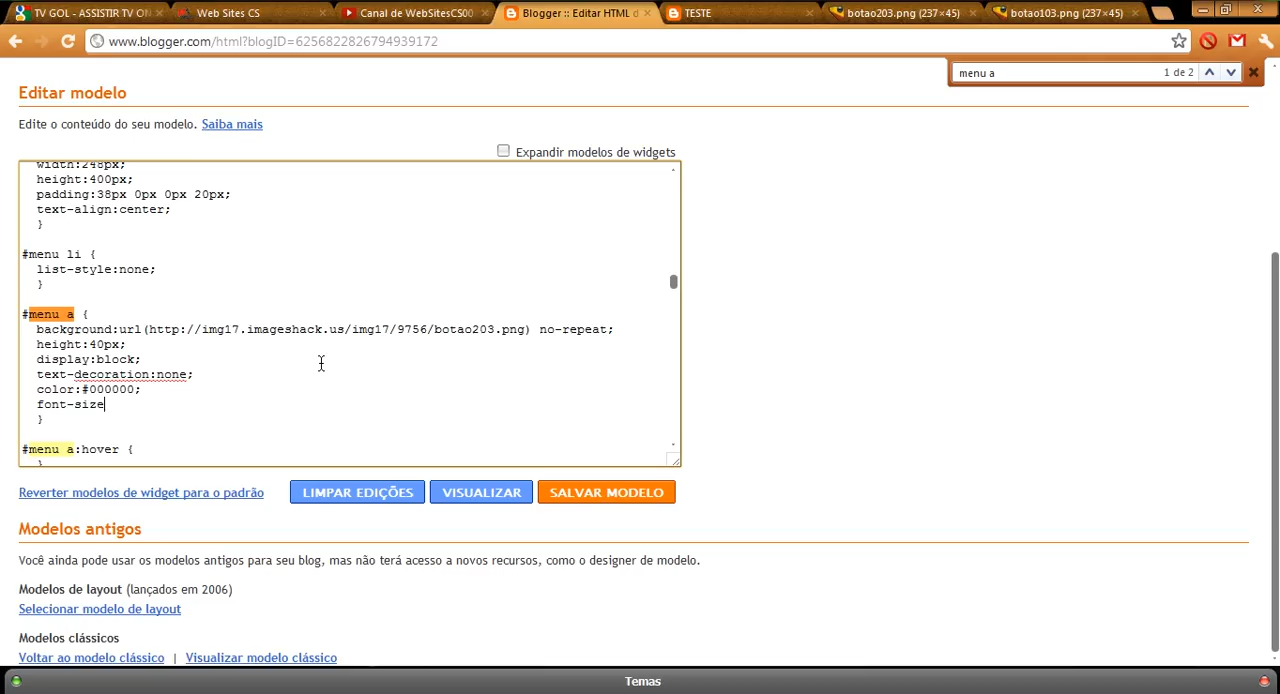 TV GOL - ASSISTIR TV ON
Web Sites CS
Canal de WebSitesCS00
Blogger :: Editar HTML d
TESTE
botao203.png (237×45)
botao103.png (237×45)
www.blogger.com/html?blogID=6256822826794939172
menu a
1 de 2
Editar modelo
Edite o conteúdo do seu modelo. Saiba mais
Expandir modelos de widgets
width:248px;
height:400px;
padding:38px 0px 0px 20px;
text-align:center;
}
#menu li {
list-style:none;
}
#menu a {
background:url(http://img17.imageshack.us/img17/9756/botao203.png) no-repeat;
height:40px;
display:block;
text-decoration:none;
color:#000000;
font-size
}
#menu a:hover {
}
Reverter modelos de widget para o padrão
LIMPAR EDIÇÕES
VISUALIZAR
SALVAR MODELO
Modelos antigos
Você ainda pode usar os modelos antigos para seu blog, mas não terá acesso a novos recursos, como o designer de modelo.
Modelos de layout (lançados em 2006)
Selecionar modelo de layout
Modelos clássicos
Voltar ao modelo clássico | Visualizar modelo clássico
Temas